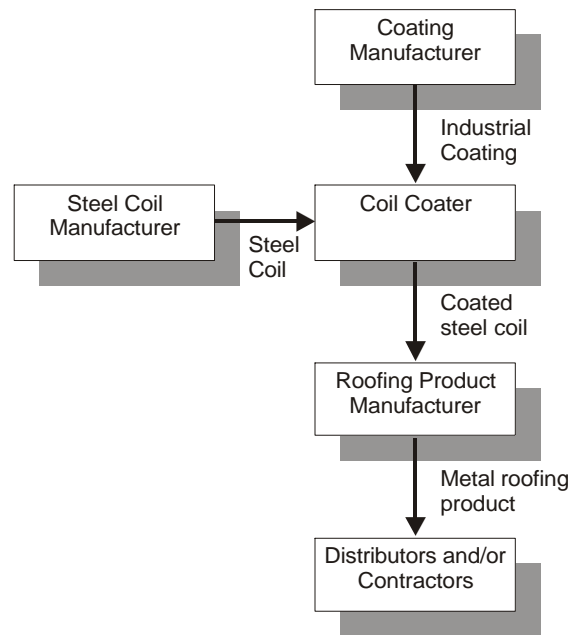 Coating
Manufacturer
Industrial
Coating
Steel Coil
Manufacturer
Steel
Coil
Coil Coater
Coated
steel coil
Roofing Product
Manufacturer
Metal roofing
product
Distributors and/or
Contractors